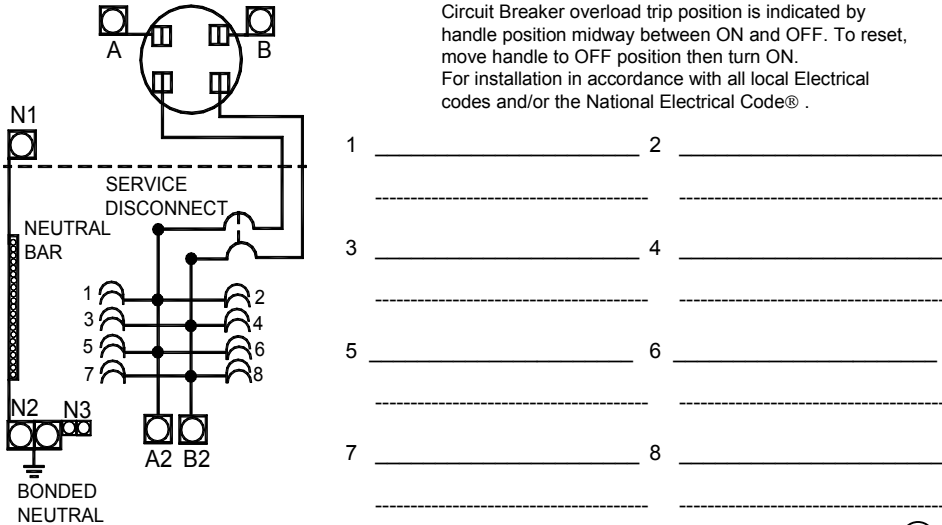 Circuit Breaker overload trip position is indicated by
handle position midway between ON and OFF. To reset,
move handle to OFF position then turn ON.
For installation in accordance with all local Electrical
codes and/or the National Electrical Code® .
A
B
N1
SERVICE
DISCONNECT
NEUTRAL
BAR
1 2
3 4
5 6
7 8
N2 N3
A2 B2
BONDED
NEUTRAL
1 2
3 4
5 6
7 8